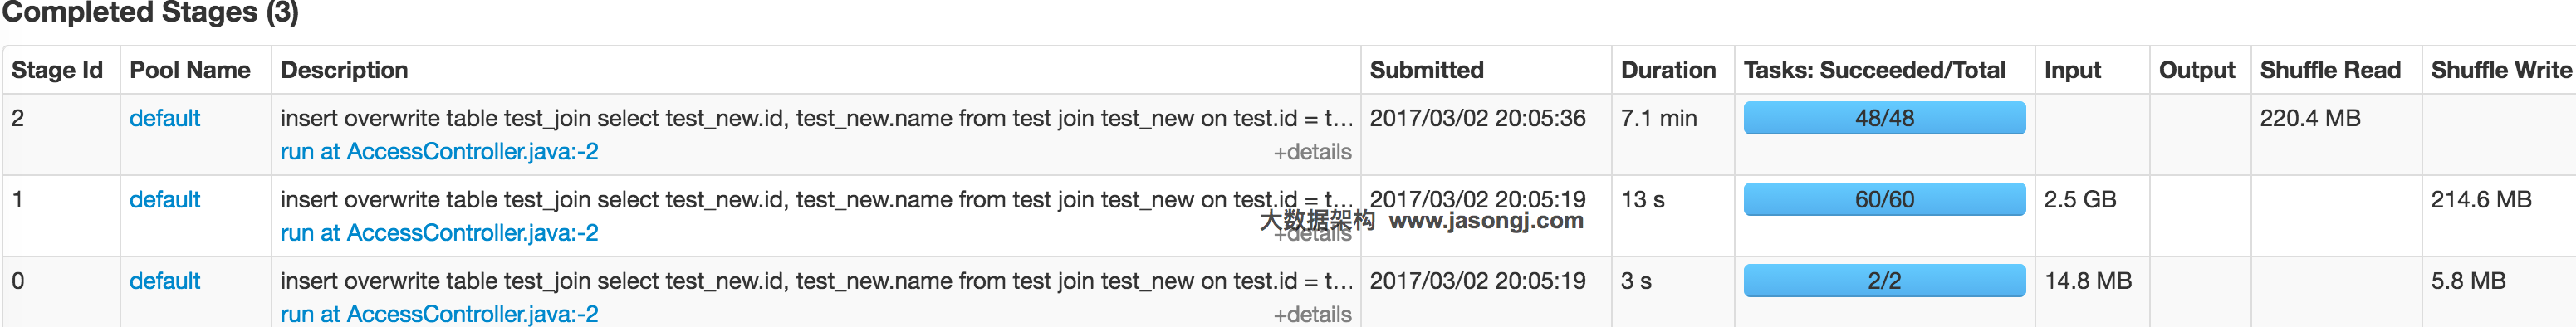 Completed Stages (3)
Stage Id Pool Name Description Submitted Duration Tasks: Succeeded/Total Input Output Shuffle Read Shuffle Write
2 default insert overwrite table test_join select test_new.id, test_new.name from test join test_new on test.id = t... 2017/03/02 20:05:36 7.1 min 48/48 220.4 MB
run at AccessController.java:-2 +details
1 default insert overwrite table test_join select test_new.id, test_new.name from test join test_new on test.id = t... 2017/03/02 20:05:19 13 s 60/60 2.5 GB 214.6 MB
大数据架构 www.jasongj.com
run at AccessController.java:-2 +details
0 default insert overwrite table test_join select test_new.id, test_new.name from test join test_new on test.id = t... 2017/03/02 20:05:19 3 s 2/2 14.8 MB 5.8 MB
run at AccessController.java:-2 +details